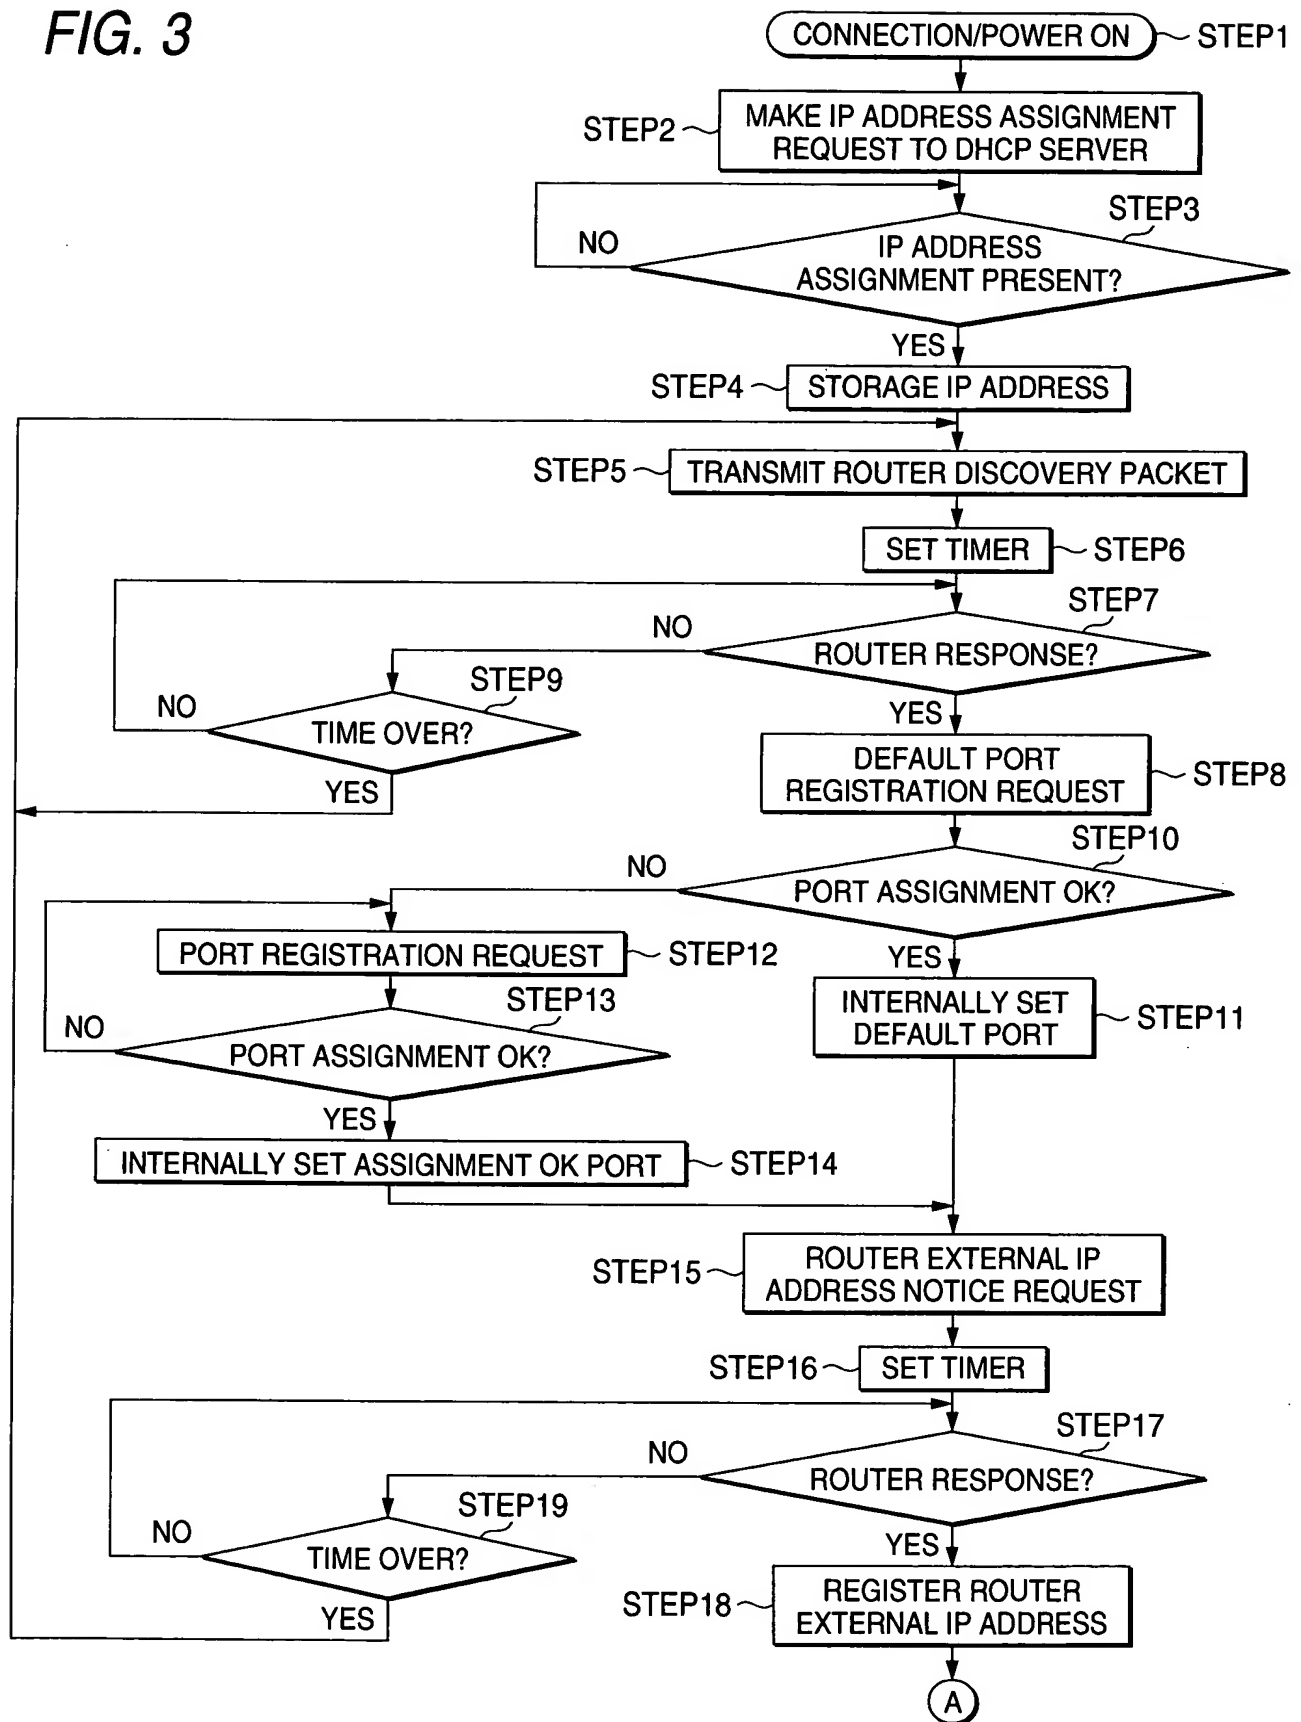 FIG. 3
CONNECTION/POWER ON
STEP1
STEP2
MAKE IP ADDRESS ASSIGNMENT
REQUEST TO DHCP SERVER
STEP3
NO
IP ADDRESS
ASSIGNMENT PRESENT?
YES
STEP4
STORAGE IP ADDRESS
STEP5
TRANSMIT ROUTER DISCOVERY PACKET
SET TIMER
STEP6
STEP7
NO
ROUTER RESPONSE?
STEP9
NO
TIME OVER?
YES
YES
DEFAULT PORT
REGISTRATION REQUEST
STEP8
STEP10
NO
PORT ASSIGNMENT OK?
PORT REGISTRATION REQUEST
STEP12
YES
STEP13
INTERNALLY SET
DEFAULT PORT
STEP11
NO
PORT ASSIGNMENT OK?
YES
INTERNALLY SET ASSIGNMENT OK PORT
STEP14
STEP15
ROUTER EXTERNAL IP
ADDRESS NOTICE REQUEST
STEP16
SET TIMER
STEP17
NO
ROUTER RESPONSE?
STEP19
NO
TIME OVER?
YES
YES
STEP18
REGISTER ROUTER
EXTERNAL IP ADDRESS
A